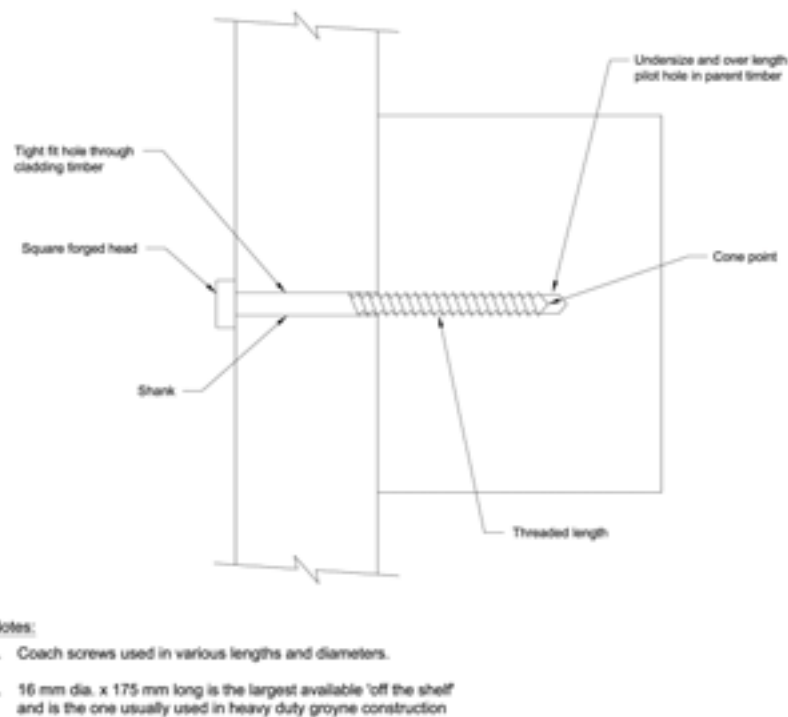 Undersize and over length
pilot hole in parent timber
Tight fit hole through
cladding timber
Square forged head
Cone point
Shank
Threaded length
otes:
Coach screws used in various lengths and diameters.
16 mm dia. x 175 mm long is the largest available 'off the shelf'
and is the one usually used in heavy duty groyne construction